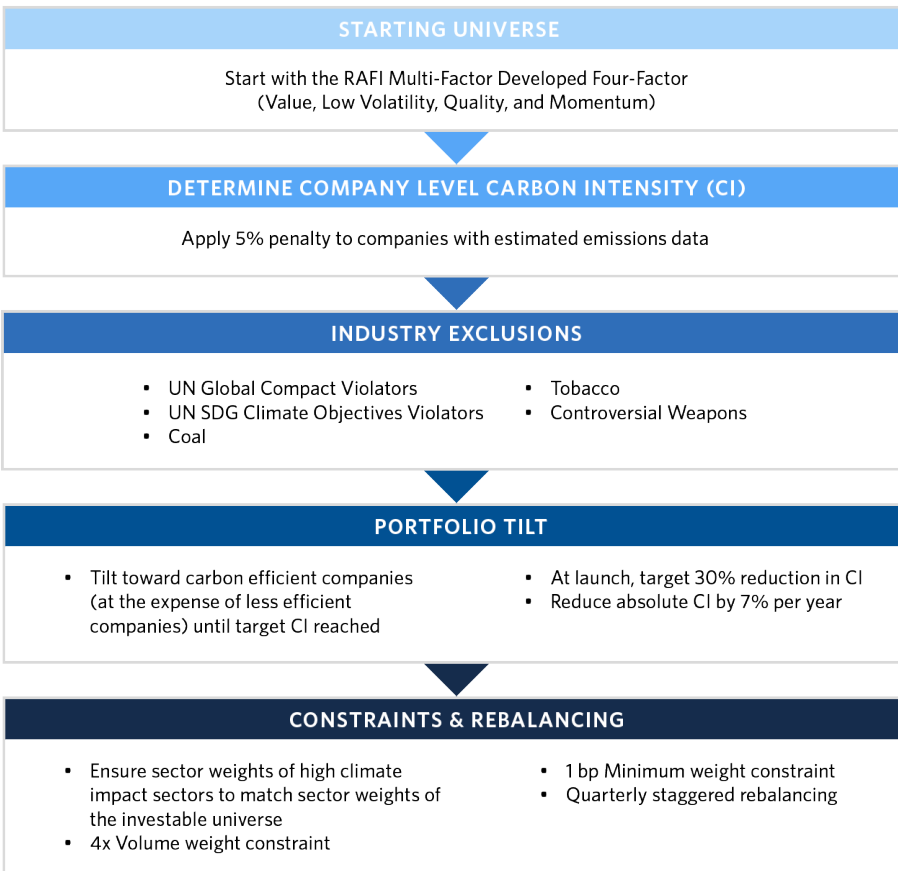 STARTING UNIVERSE
Start with the RAFI Multi-Factor Developed Four-Factor
(Value, Low Volatility, Quality, and Momentum)
DETERMINE COMPANY LEVEL CARBON INTENSITY (CI)
Apply 5% penalty to companies with estimated emissions data
INDUSTRY EXCLUSIONS
▪ UN Global Compact Violators
▪ UN SDG Climate Objectives Violators
▪ Coal
▪ Tobacco
▪ Controversial Weapons
PORTFOLIO TILT
▪ Tilt toward carbon efficient companies
(at the expense of less efficient
companies) until target CI reached
▪ At launch, target 30% reduction in CI
▪ Reduce absolute CI by 7% per year
CONSTRAINTS & REBALANCING
▪ Ensure sector weights of high climate
impact sectors to match sector weights of
the investable universe
▪ 4x Volume weight constraint
▪ 1 bp Minimum weight constraint
▪ Quarterly staggered rebalancing